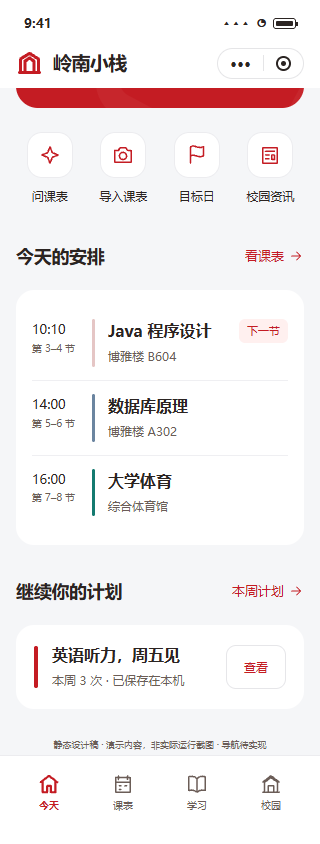 9:41
岭南小栈
问课表 导入课表 目标日 校园资讯
今天的安排 看课表 →
10:10 Java 程序设计 下一节
第 3–4 节 博雅楼 B604
14:00 数据库原理
第 5–6 节 博雅楼 A302
16:00 大学体育
第 7–8 节 综合体育馆
继续你的计划 本周计划 →
英语听力，周五见
本周 3 次 · 已保存在本机 查看
静态设计稿 · 演示内容，非实际运行截图 · 导航待实现
今天 课表 学习 校园